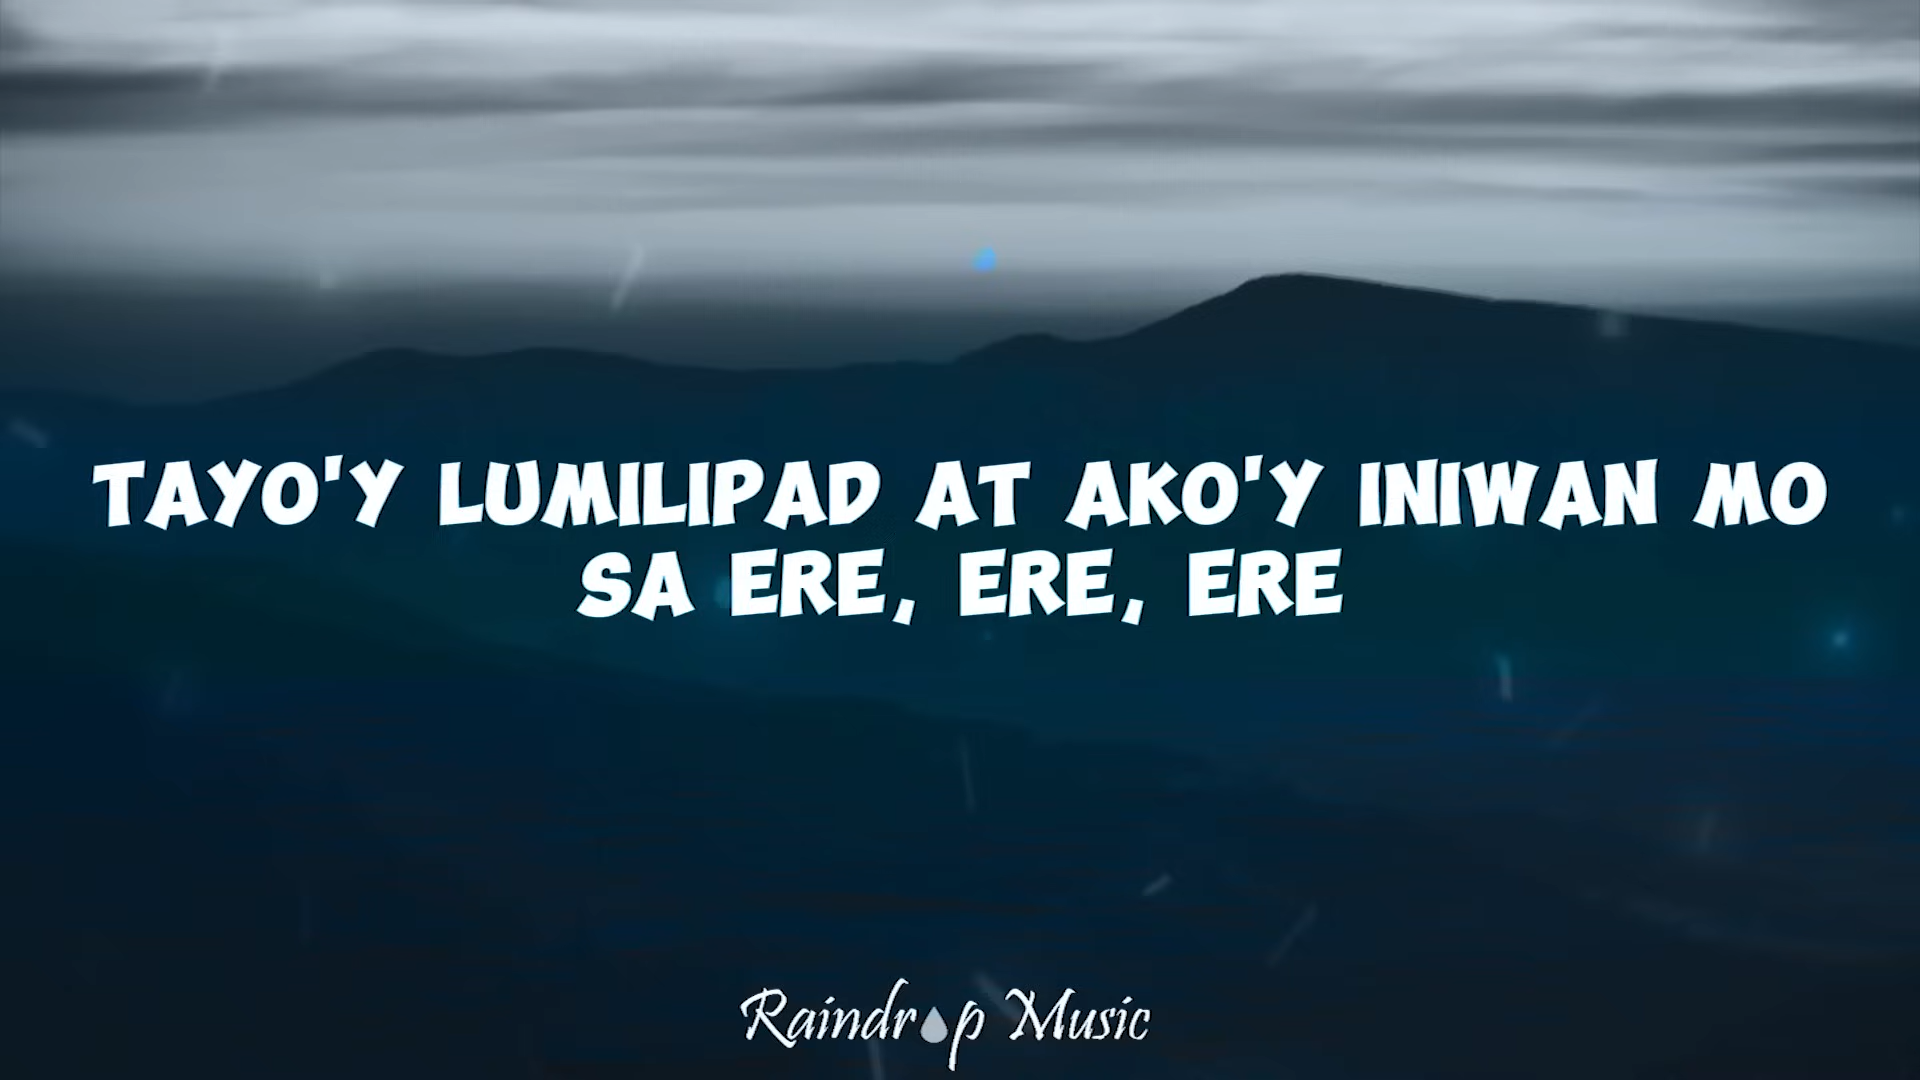 TAYO'Y LUMILIPAD AT AKO'Y INIWAN MO
SA ERE, ERE, ERE
Raindrop Music